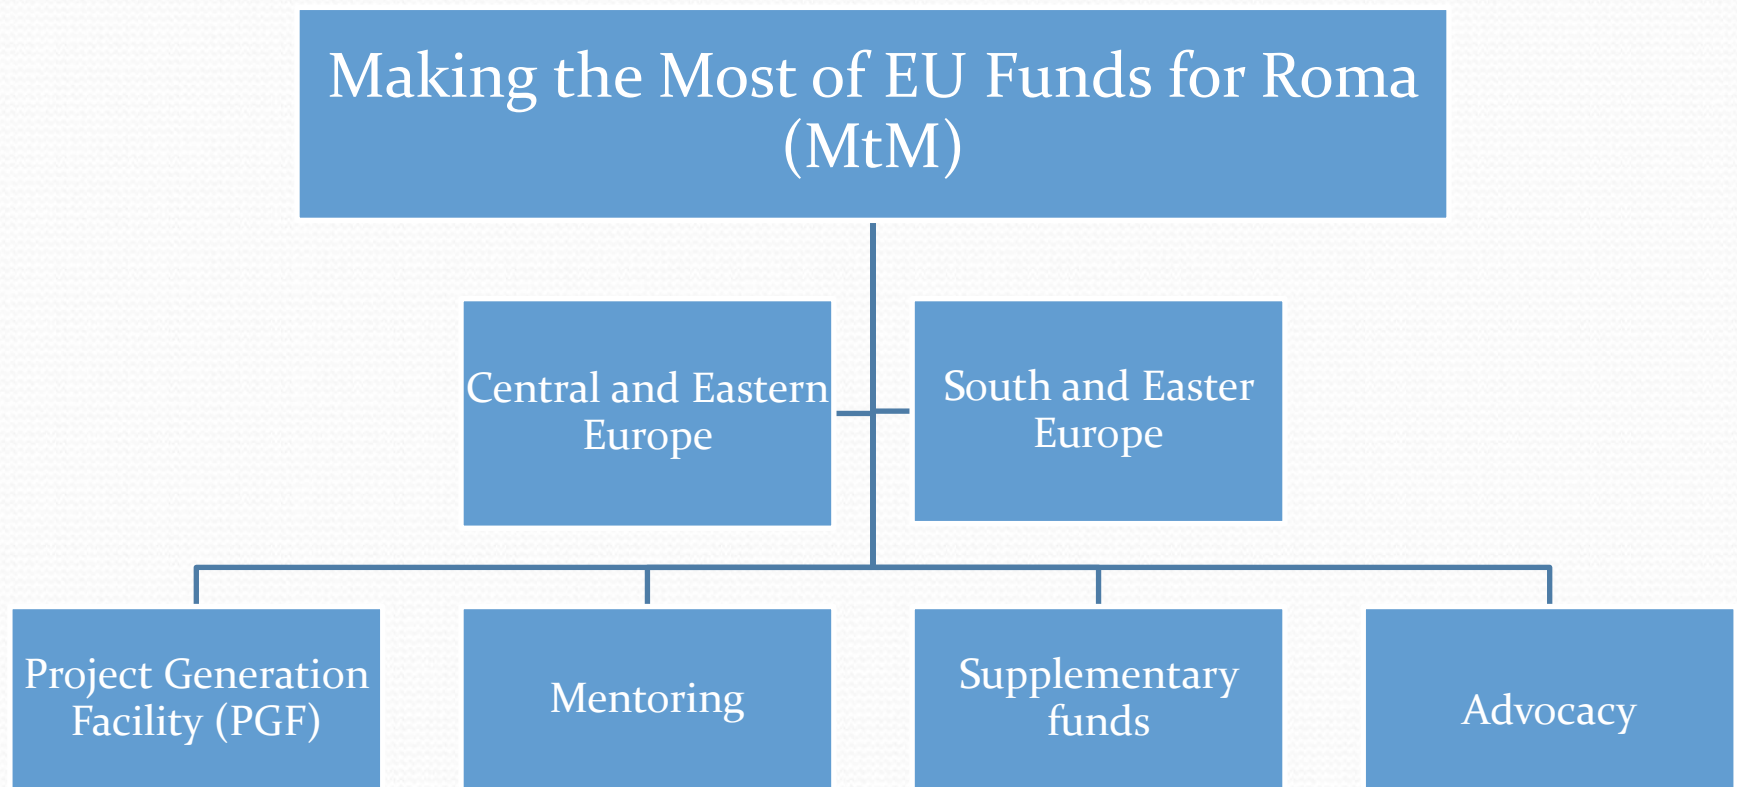 Making the Most of EU Funds for Roma
(MtM)
Central and Eastern
Europe
South and Easter
Europe
Project Generation
Facility (PGF)
Mentoring
Supplementary
funds
Advocacy